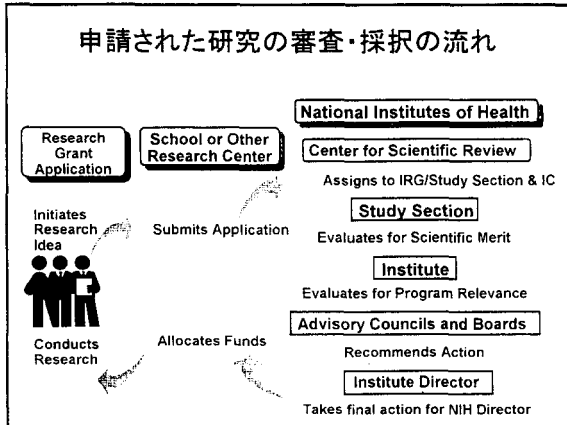 申請された研究の審査・採択の流れ
Research
Grant
Application
School or Other
Research Center
National Institutes of Health
Center for Scientific Review
Assigns to IRG/Study Section & IC
Initiates
Research
Idea
Submits Application
Study Section
Evaluates for Scientific Merit
Institute
Evaluates for Program Relevance
Advisory Councils and Boards
Recommends Action
Conducts
Research
Allocates Funds
Institute Director
Takes final action for NIH Director